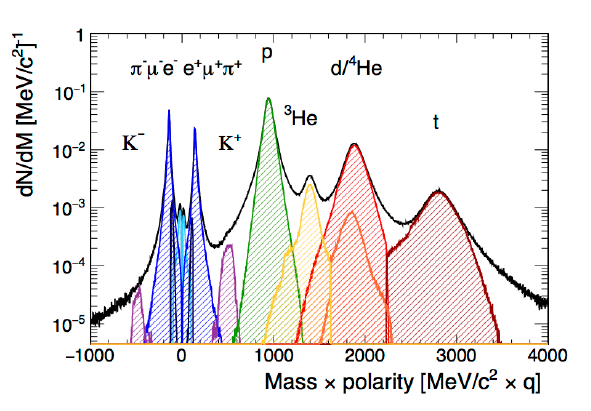 dN/dM [MeV/c²]⁻¹
1
10⁻¹
10⁻²
10⁻³
10⁻⁴
10⁻⁵
π⁻μ⁻e⁻ e⁺μ⁺π⁺
p
d/⁴He
K⁻
K⁺
³He
t
−1000 0 1000 2000 3000 4000
Mass × polarity [MeV/c² × q]